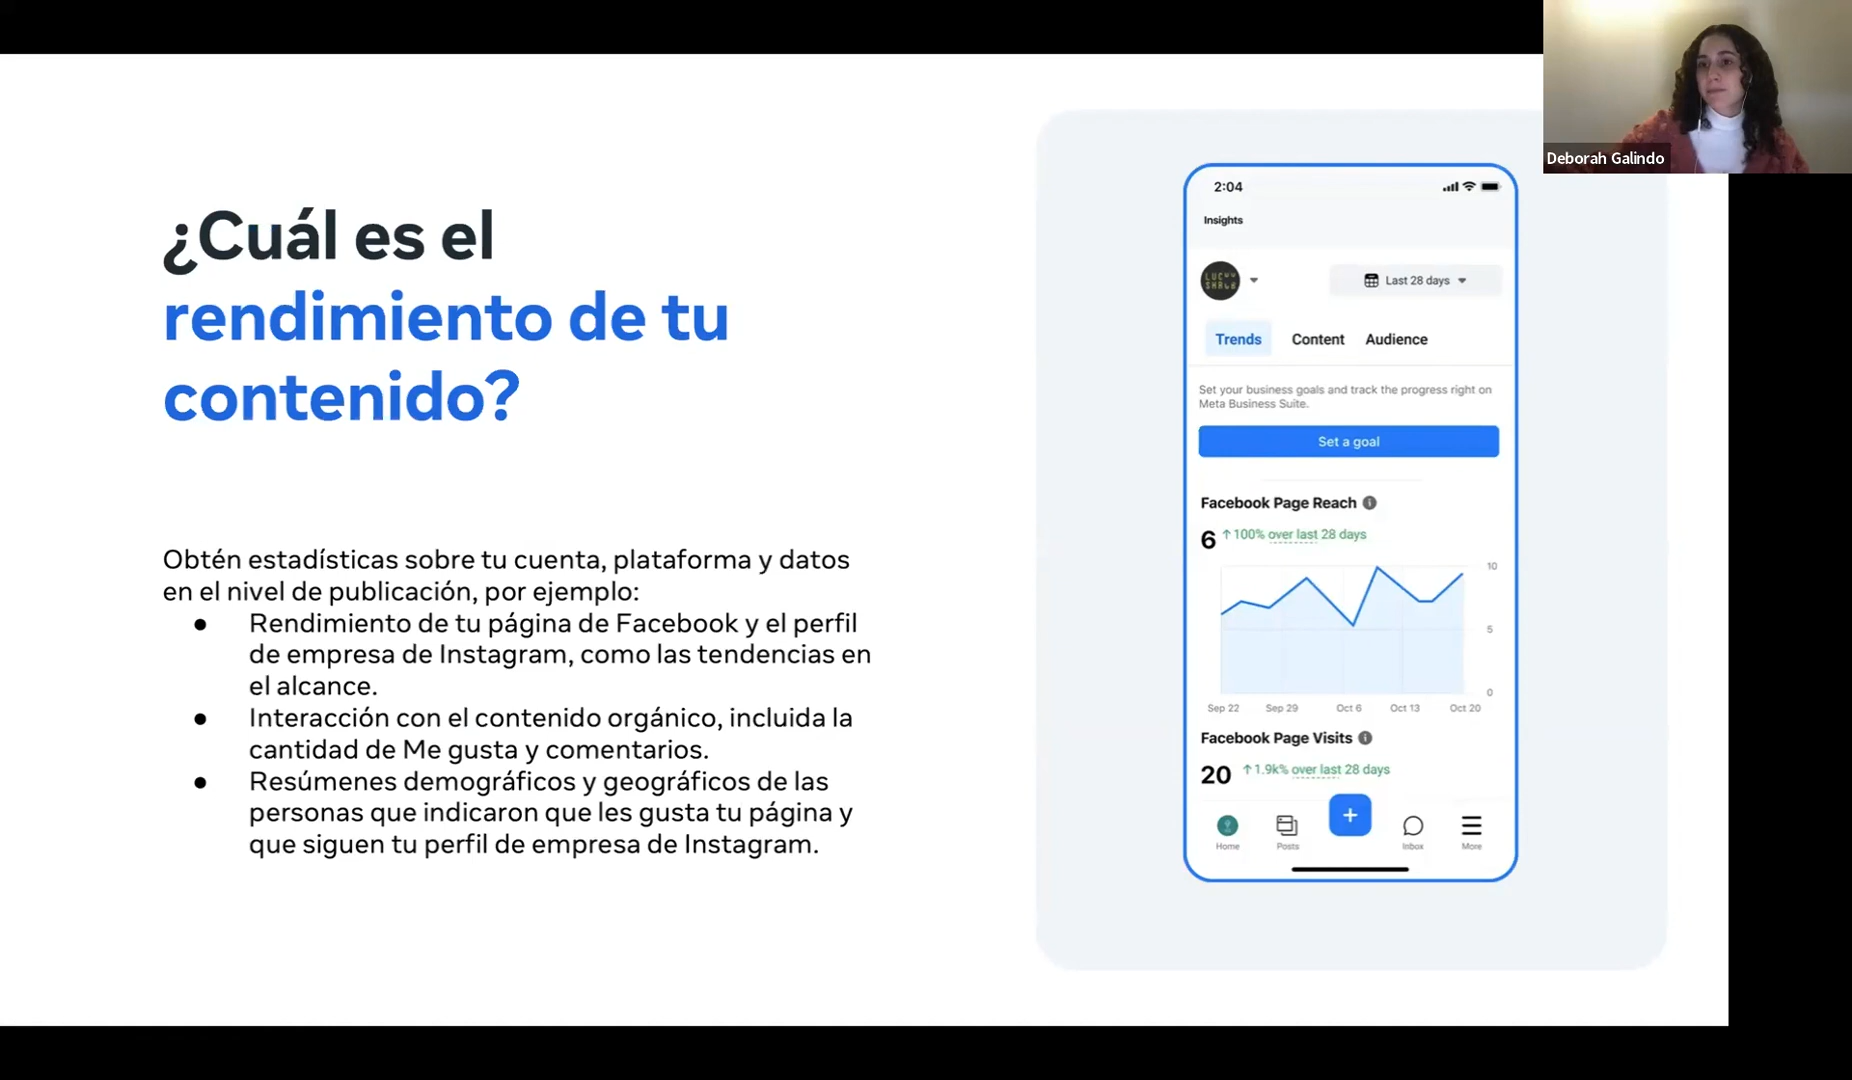 Deborah Galindo
¿Cuál es el
rendimiento de tu
contenido?
Obtén estadísticas sobre tu cuenta, plataforma y datos
en el nivel de publicación, por ejemplo:
● Rendimiento de tu página de Facebook y el perfil
de empresa de Instagram, como las tendencias en
el alcance.
● Interacción con el contenido orgánico, incluida la
cantidad de Me gusta y comentarios.
● Resúmenes demográficos y geográficos de las
personas que indicaron que les gusta tu página y
que siguen tu perfil de empresa de Instagram.
2:04
Insights
Last 28 days
Trends Content Audience
Set your business goals and track the progress right on
Meta Business Suite.
Set a goal
Facebook Page Reach
6 ↑100% over last 28 days
10
5
0
Sep 22 Sep 29 Oct 6 Oct 13 Oct 20
Facebook Page Visits
20 ↑1.9k% over last 28 days
+
Home Posts Inbox More